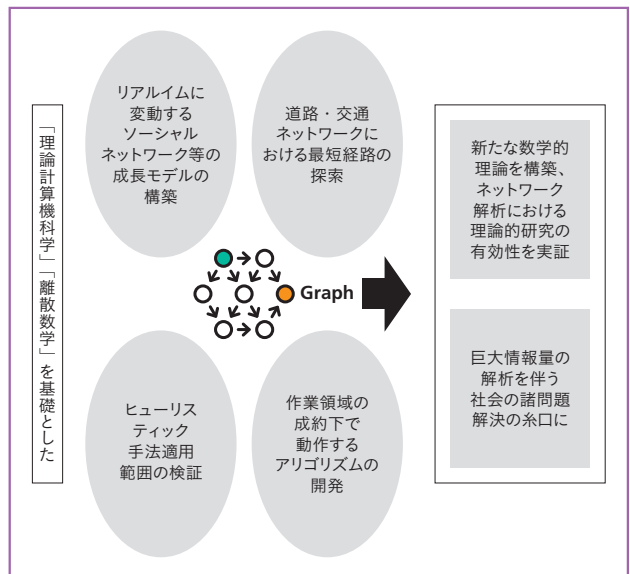 「理論計算機科学」「離散数学」を基礎とした
リアルイムに
変動する
ソーシャル
ネットワーク等の
成長モデルの
構築
道路・交通
ネットワークに
おける最短経路の
探索
Graph
ヒューリス
ティック
手法適用
範囲の検証
作業領域の
成約下で
動作する
アリゴリズムの
開発
新たな数学的
理論を構築、
ネットワーク
解析における
理論的研究の
有効性を実証
巨大情報量の
解析を伴う
社会の諸問題
解決の糸口に